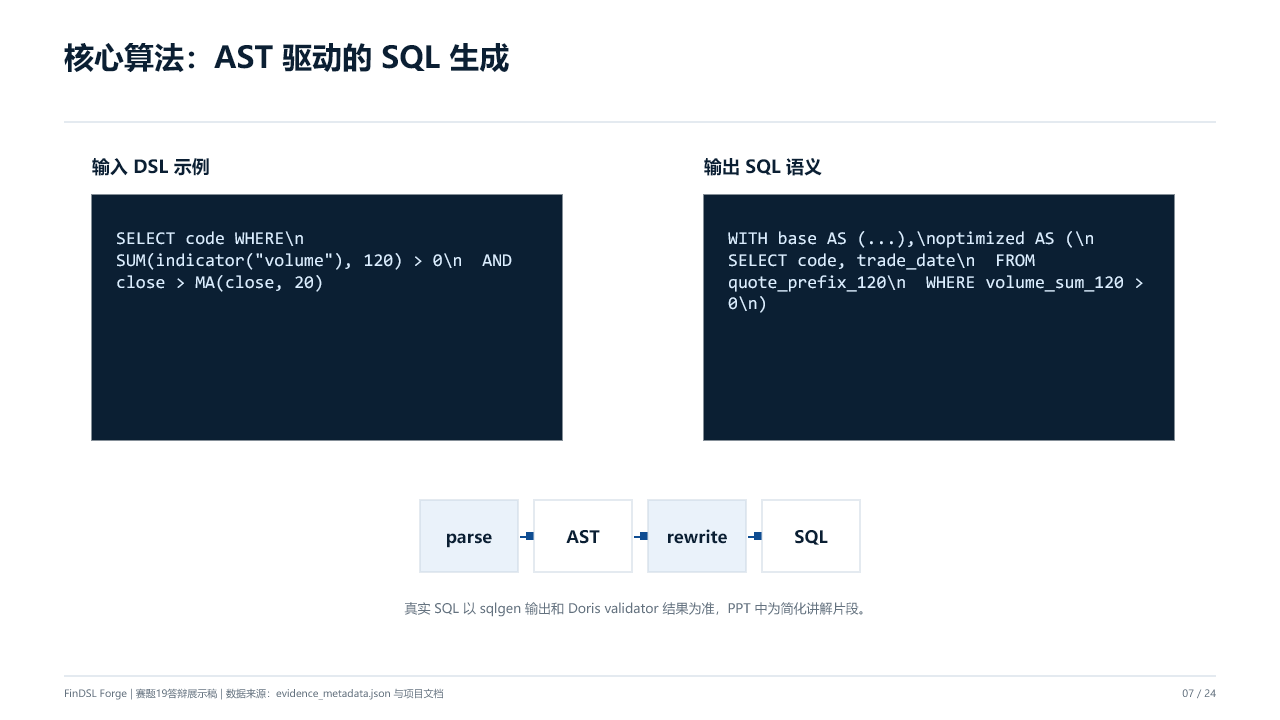 核心算法：AST 驱动的 SQL 生成
输入 DSL 示例
SELECT code WHERE\n
SUM(indicator("volume"), 120) > 0\n  AND
close > MA(close, 20)
输出 SQL 语义
WITH base AS (...),\noptimized AS (\n
SELECT code, trade_date\n  FROM
quote_prefix_120\n  WHERE volume_sum_120 >
0\n)
parse
AST
rewrite
SQL
真实 SQL 以 sqlgen 输出和 Doris validator 结果为准，PPT 中为简化讲解片段。
FinDSL Forge | 赛题19答辩展示稿 | 数据来源：evidence_metadata.json 与项目文档
07 / 24